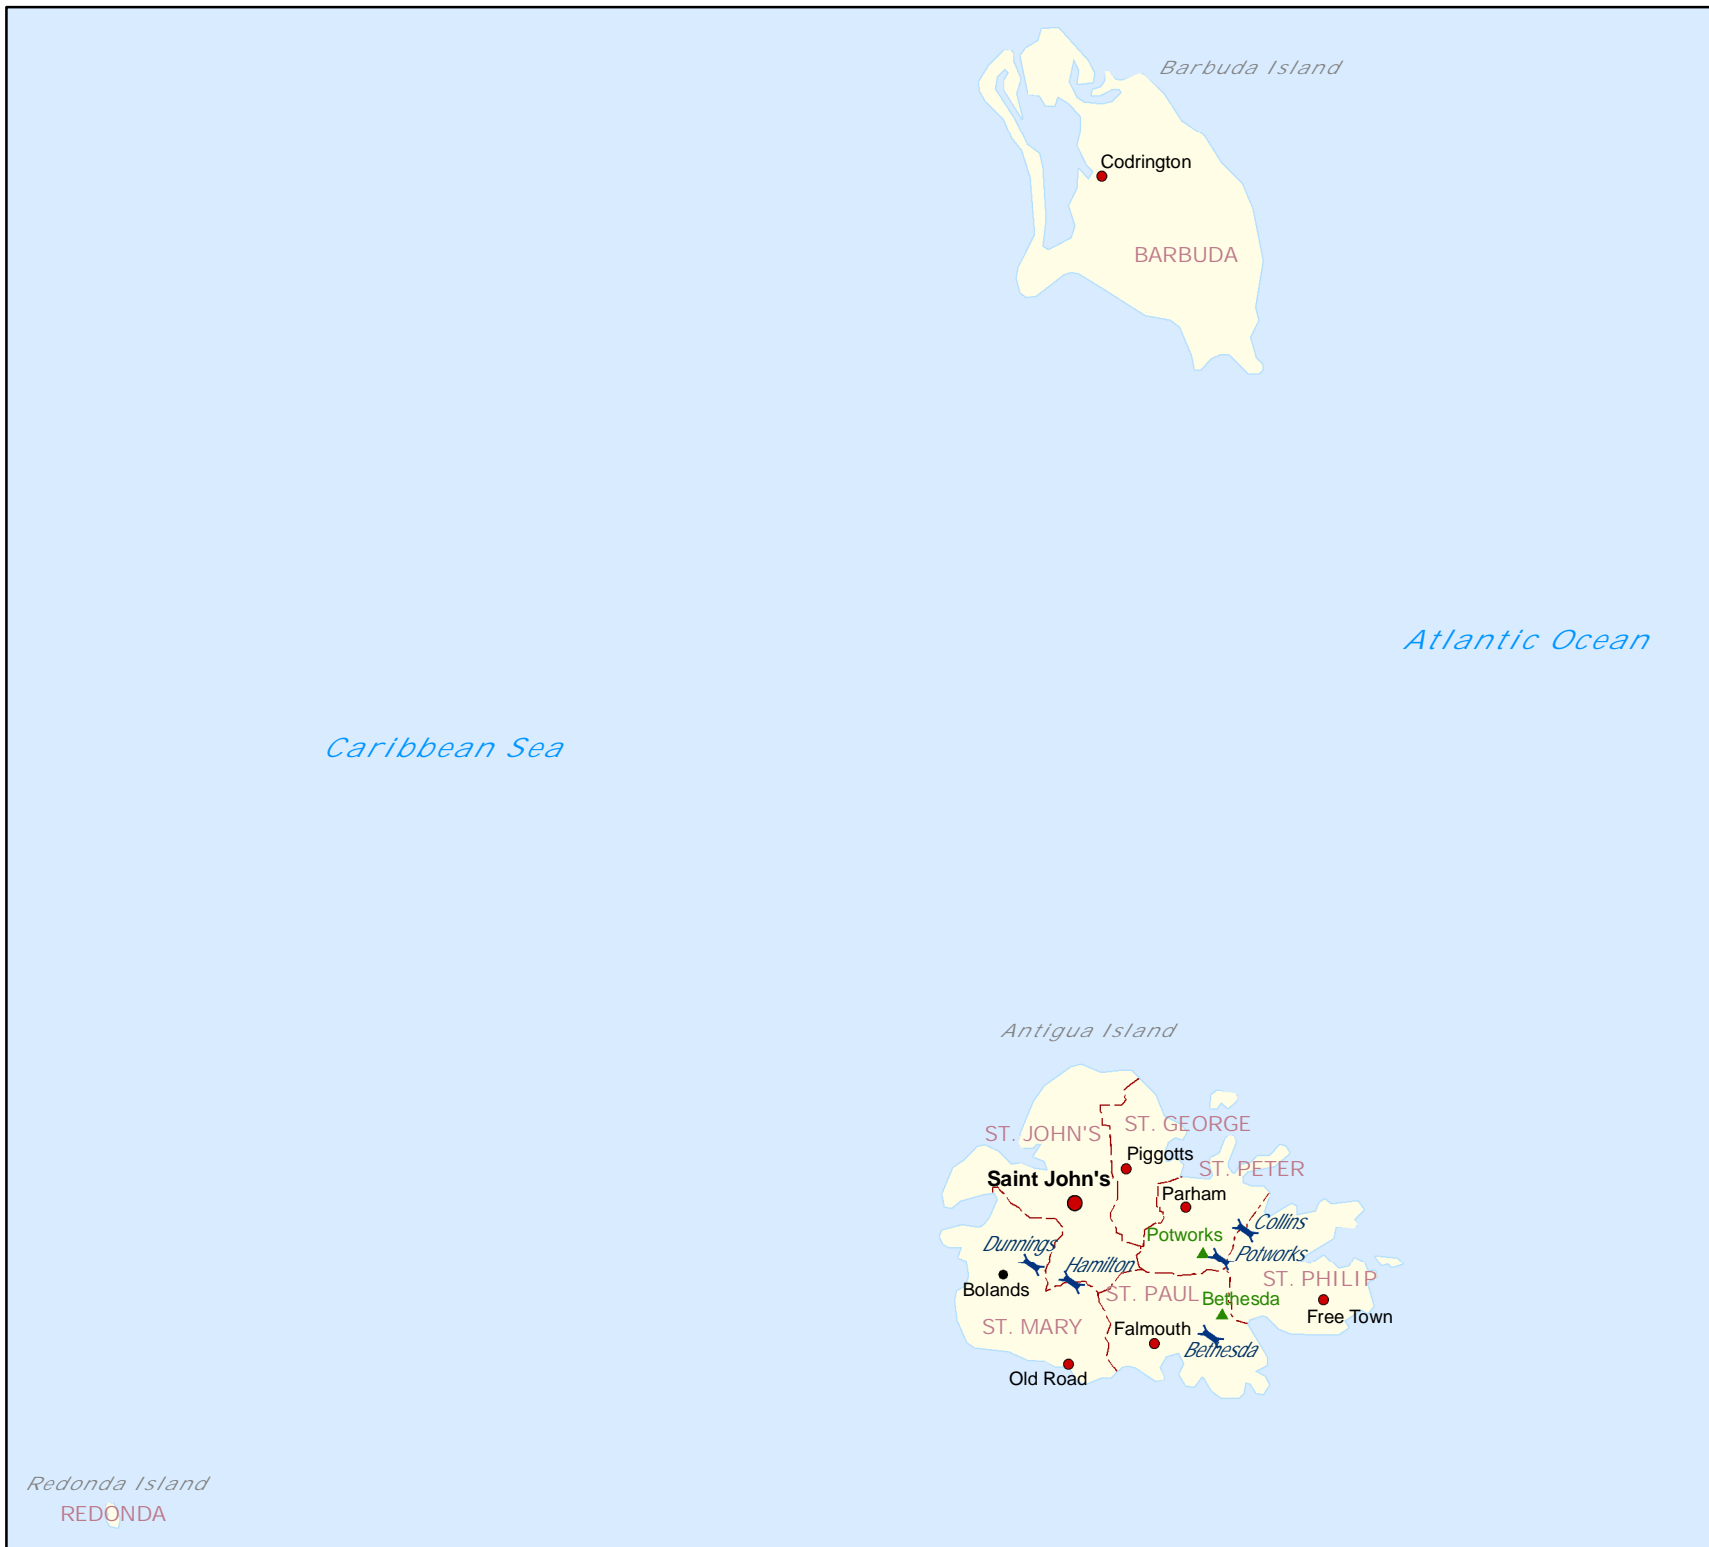 Barbuda Island
Codrington
BARBUDA
Atlantic Ocean
Caribbean Sea
Antigua Island
ST. GEORGE
ST. JOHN'S
Piggotts
ST. PETER
Saint John's
Parham
Collins
Potworks
Dunnings
Potworks
Hamilton
ST. PHILIP
Bolands
ST. PAUL
Bethesda
Free Town
ST. MARY
Falmouth
Bethesda
Old Road
Redonda Island
REDONDA